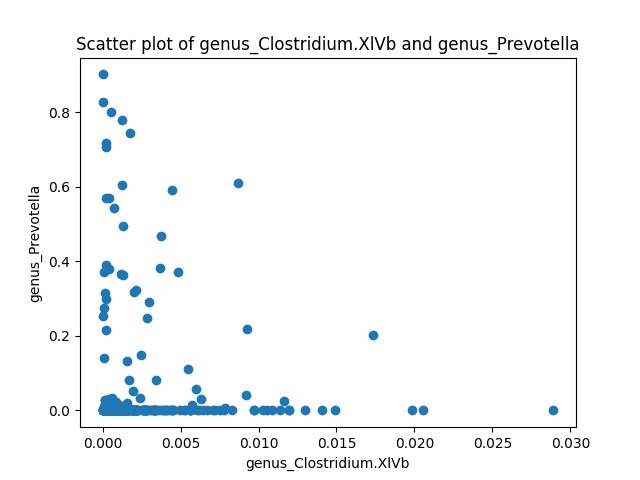 Scatter plot of genus_Clostridium.XlVb and genus_Prevotella
genus_Prevotella
0.8
0.6
0.4
0.2
0.0
0.000 0.005 0.010 0.015 0.020 0.025 0.030
genus_Clostridium.XlVb